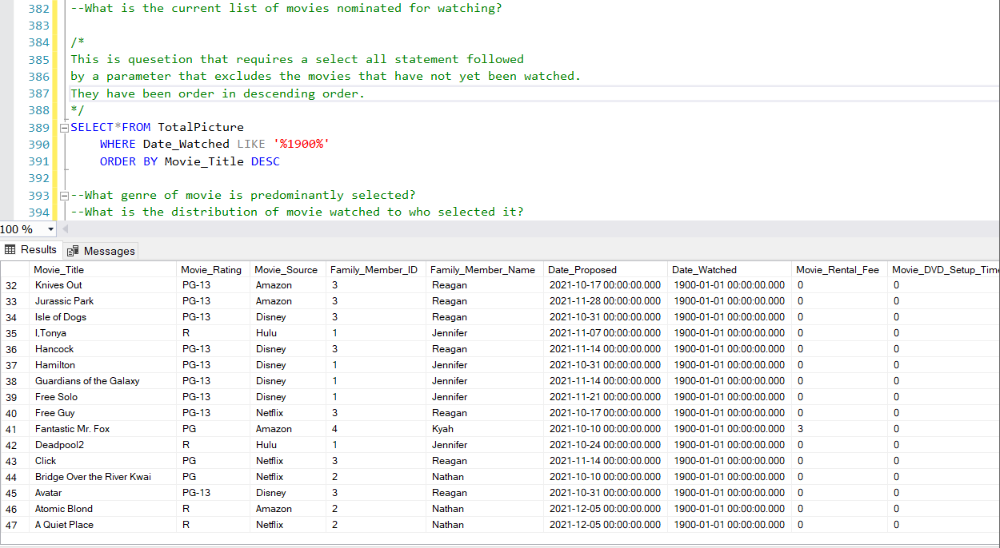 382 --What is the current list of movies nominated for watching?
383
384 /*
385 This is quesetion that requires a select all statement followed
386 by a parameter that excludes the movies that have not yet been watched.
387 They have been order in descending order.
388 */
389 SELECT*FROM TotalPicture
390 WHERE Date_Watched LIKE '%1900%'
391 ORDER BY Movie_Title DESC
392
393 --What genre of movie is predominantly selected?
394 --What is the distribution of movie watched to who selected it?
100 %
Results Messages
Movie_Title Movie_Rating Movie_Source Family_Member_ID Family_Member_Name Date_Proposed Date_Watched Movie_Rental_Fee Movie_DVD_Setup_Time
32 Knives Out PG-13 Amazon 3 Reagan 2021-10-17 00:00:00.000 1900-01-01 00:00:00.000 0 0
33 Jurassic Park PG-13 Amazon 3 Reagan 2021-11-28 00:00:00.000 1900-01-01 00:00:00.000 0 0
34 Isle of Dogs PG-13 Disney 3 Reagan 2021-10-31 00:00:00.000 1900-01-01 00:00:00.000 0 0
35 I,Tonya R Hulu 1 Jennifer 2021-11-07 00:00:00.000 1900-01-01 00:00:00.000 0 0
36 Hancock PG-13 Disney 3 Reagan 2021-11-14 00:00:00.000 1900-01-01 00:00:00.000 0 0
37 Hamilton PG-13 Disney 1 Jennifer 2021-10-31 00:00:00.000 1900-01-01 00:00:00.000 0 0
38 Guardians of the Galaxy PG-13 Disney 1 Jennifer 2021-11-14 00:00:00.000 1900-01-01 00:00:00.000 0 0
39 Free Solo PG-13 Disney 1 Jennifer 2021-11-21 00:00:00.000 1900-01-01 00:00:00.000 0 0
40 Free Guy PG-13 Netflix 3 Reagan 2021-10-17 00:00:00.000 1900-01-01 00:00:00.000 0 0
41 Fantastic Mr. Fox PG Amazon 4 Kyah 2021-10-10 00:00:00.000 1900-01-01 00:00:00.000 3 0
42 Deadpool2 R Hulu 1 Jennifer 2021-10-24 00:00:00.000 1900-01-01 00:00:00.000 0 0
43 Click PG Netflix 3 Reagan 2021-11-14 00:00:00.000 1900-01-01 00:00:00.000 0 0
44 Bridge Over the River Kwai PG Netflix 2 Nathan 2021-10-10 00:00:00.000 1900-01-01 00:00:00.000 0 0
45 Avatar PG-13 Disney 3 Reagan 2021-10-31 00:00:00.000 1900-01-01 00:00:00.000 0 0
46 Atomic Blond R Amazon 2 Nathan 2021-12-05 00:00:00.000 1900-01-01 00:00:00.000 0 0
47 A Quiet Place R Netflix 2 Nathan 2021-12-05 00:00:00.000 1900-01-01 00:00:00.000 0 0